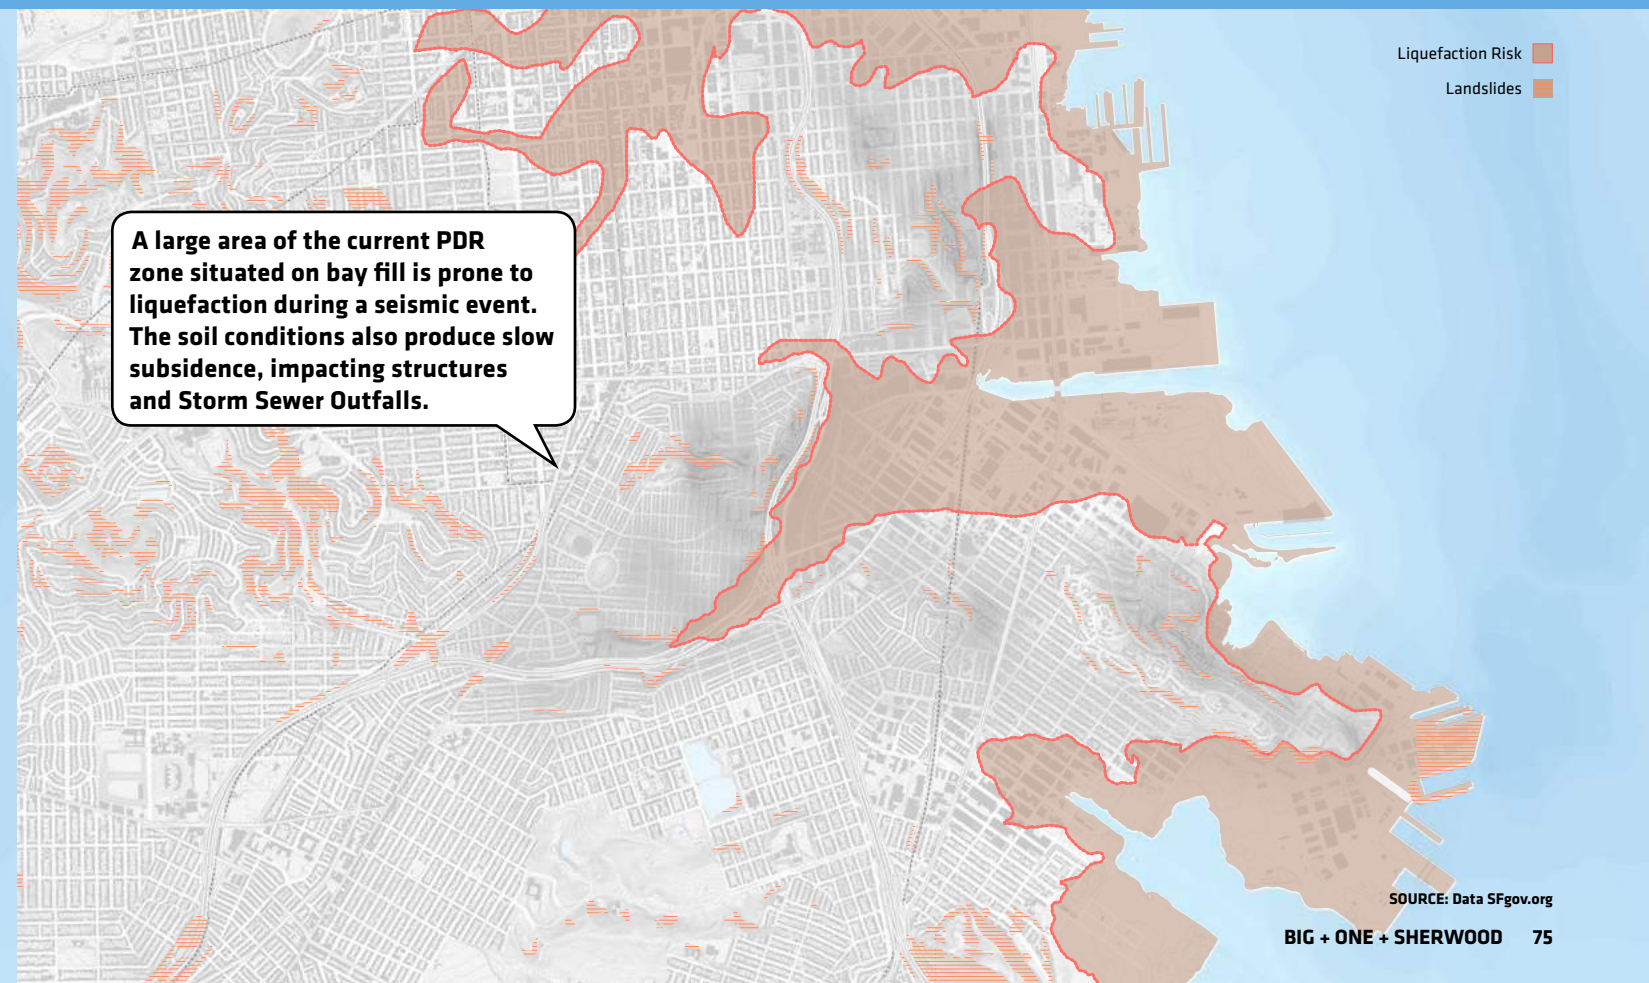 Liquefaction Risk
Landslides
A large area of the current PDR
zone situated on bay fill is prone to
liquefaction during a seismic event.
The soil conditions also produce slow
subsidence, impacting structures
and Storm Sewer Outfalls.
SOURCE: Data SFgov.org
BIG + ONE + SHERWOOD 75